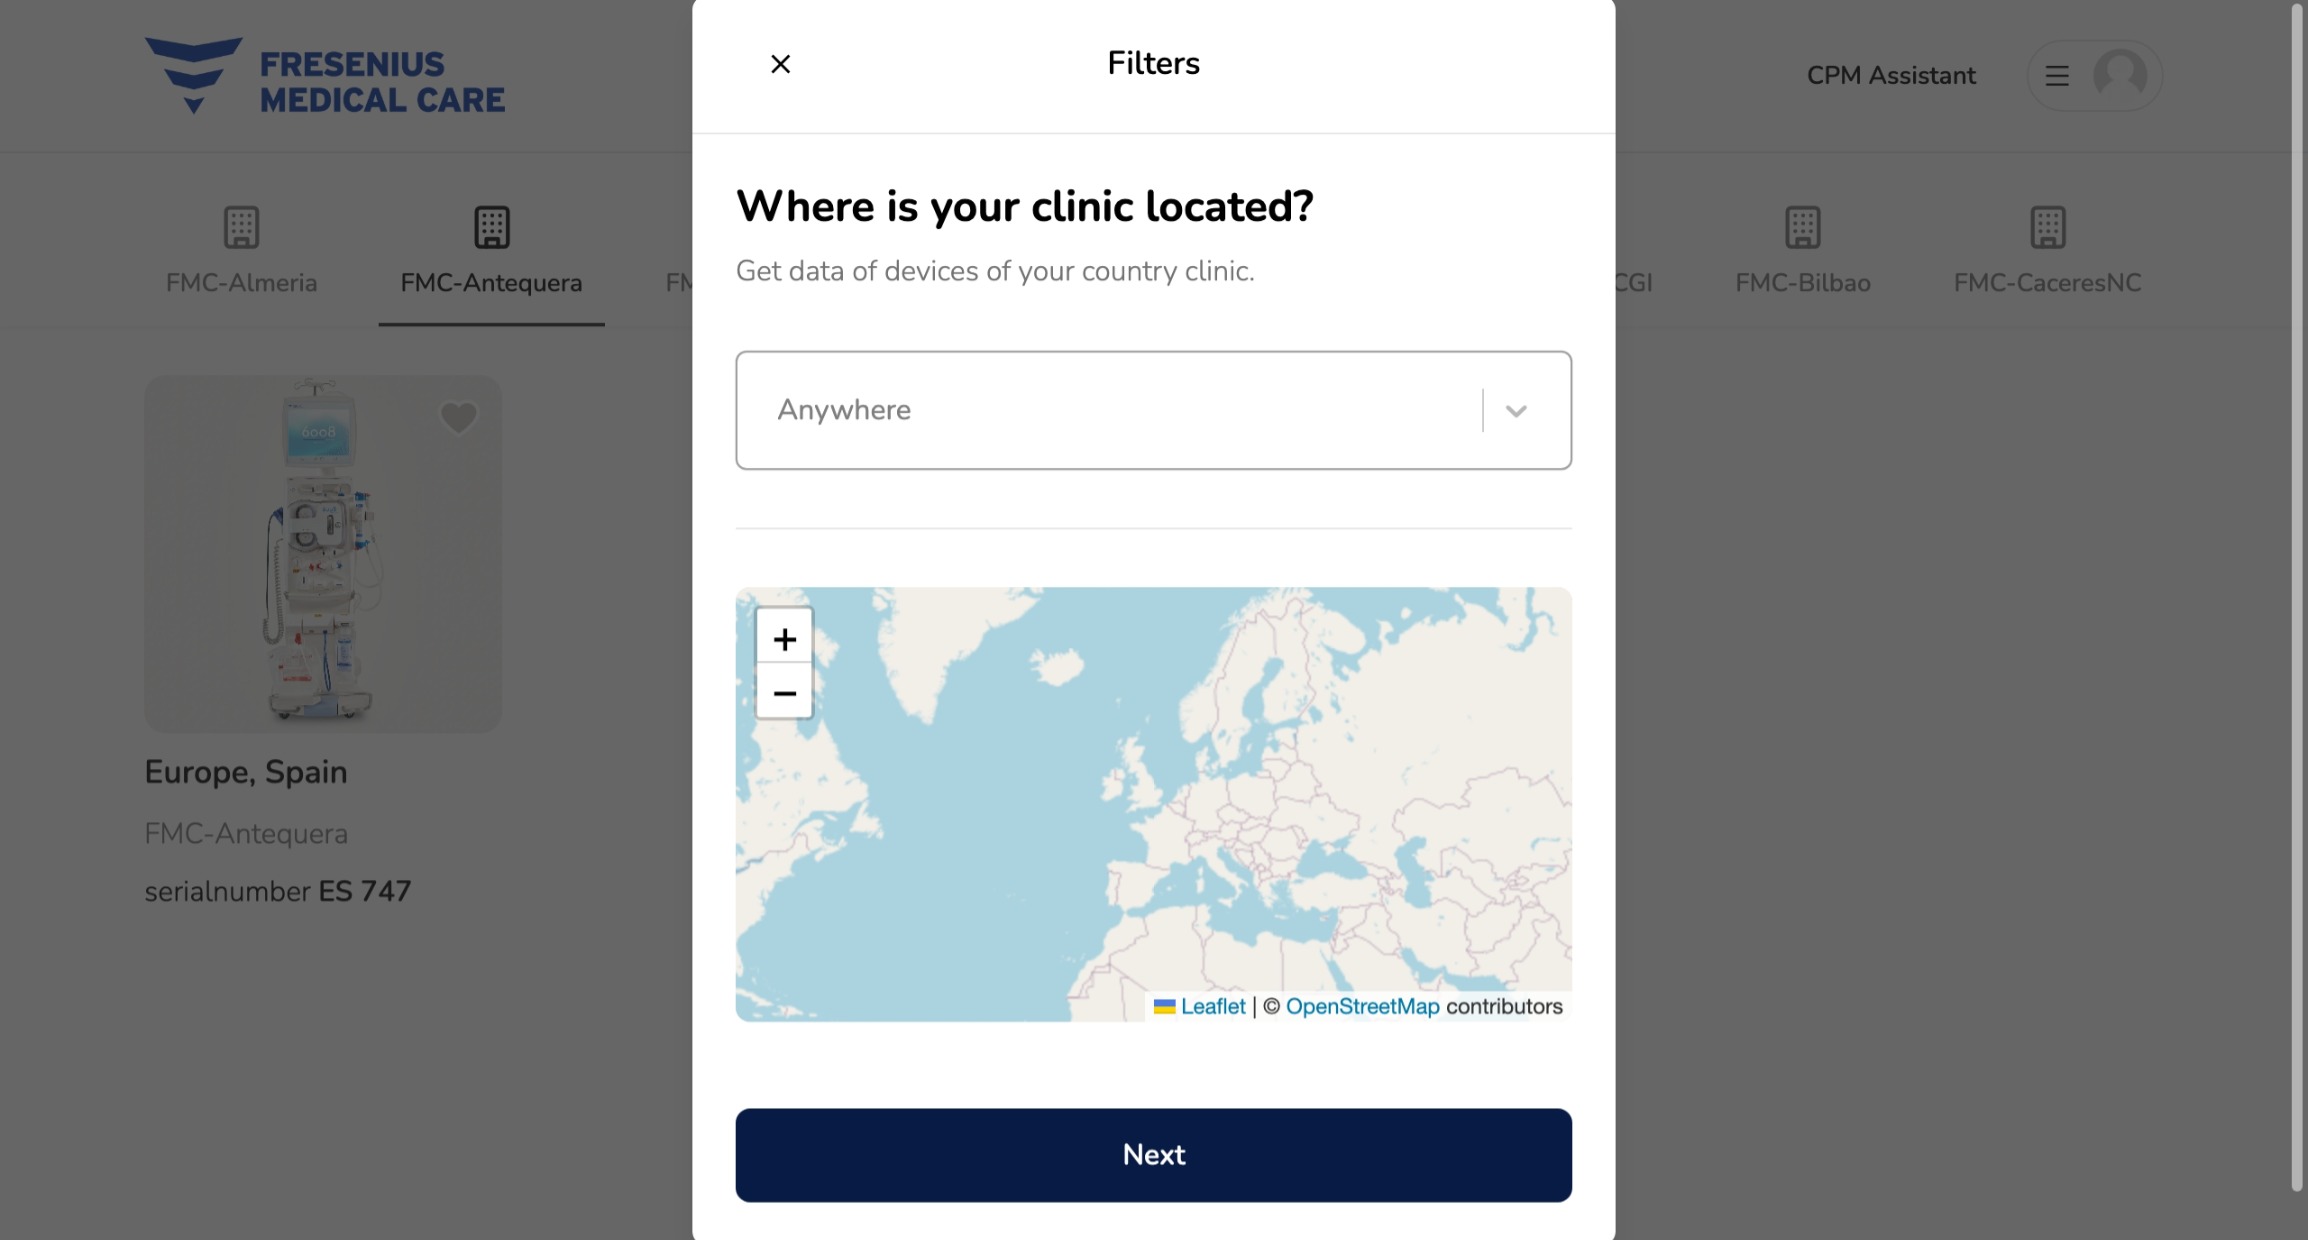 FRESENIUS
MEDICAL CARE
Filters
CPM Assistant
FMC-Almeria
FMC-Antequera
FM
CGI
FMC-Bilbao
FMC-CaceresNC
Where is your clinic located?
Get data of devices of your country clinic.
Anywhere
6008
+
−
Europe, Spain
FMC-Antequera
serialnumber ES 747
Leaflet | © OpenStreetMap contributors
Next